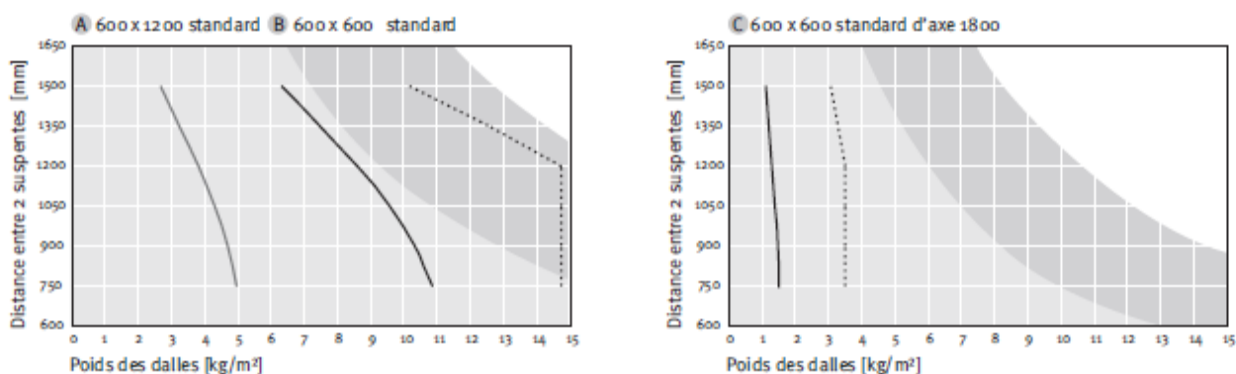 A 600 x 1200 standard B 600 x 600 standard
Distance entre 2 suspentes [mm]
1650
1500
1350
1200
1050
900
750
600
0 1 2 3 4 5 6 7 8 9 10 11 12 13 14 15
Poids des dalles [kg/m²]
C 600 x 600 standard d'axe 1800
Distance entre 2 suspentes [mm]
1650
1500
1350
1200
1050
900
750
600
0 1 2 3 4 5 6 7 8 9 10 11 12 13 14 15
Poids des dalles [kg/m²]